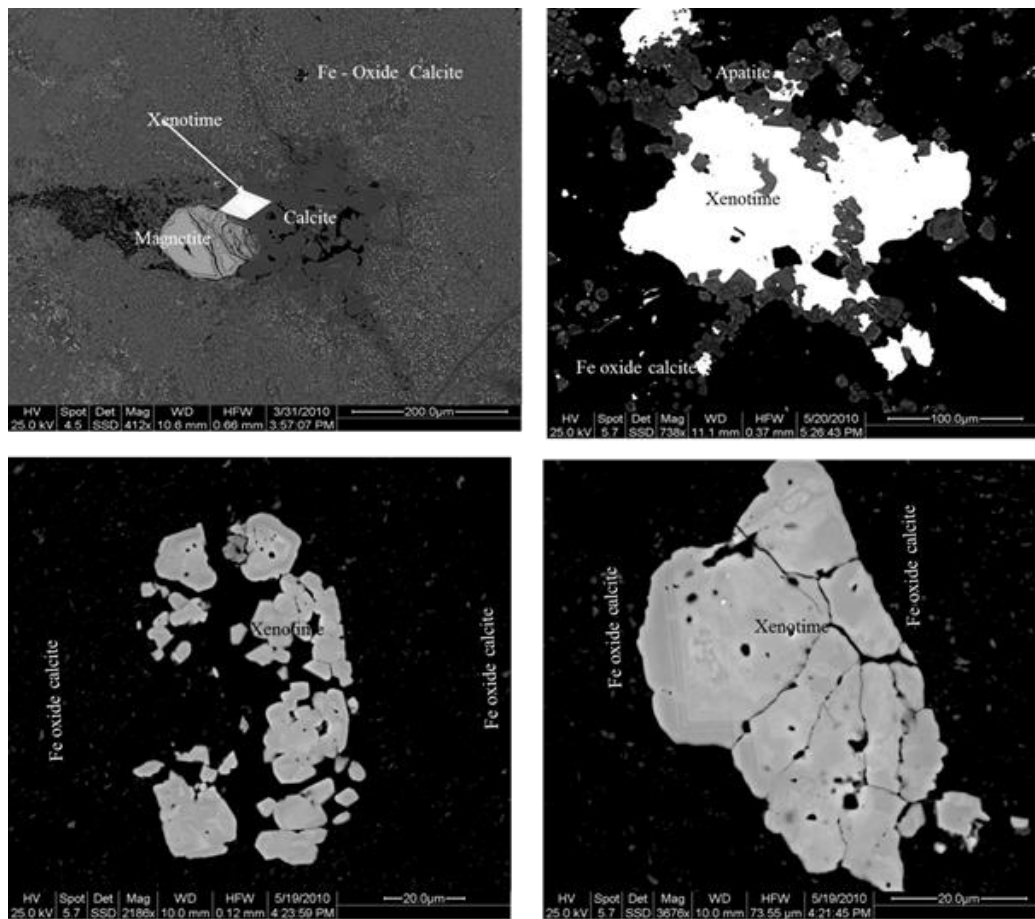 Fe - Oxide Calcite
Xenotime
Calcite
Magnetite
HV Spot Det Mag WD HFW 3/31/2010 200.0µm
25.0 kV 4.5 SSD 412x 10.6 mm 0.66 mm 3:57:07 PM
Apatite
Xenotime
Fe oxide calcite
HV Spot Det Mag WD HFW 5/20/2010 100.0µm
25.0 kV 5.7 SSD 738x 11.1 mm 0.37 mm 5:26:43 PM
Xenotime
Fe oxide calcite
Fe oxide calcite
HV Spot Det Mag WD HFW 5/19/2010 20.0µm
25.0 kV 5.7 SSD 2186x 10.0 mm 0.12 mm 4:23:59 PM
Fe oxide calcite
Fe oxide calcite
Xenotime
HV Spot Det Mag WD HFW 5/19/2010 20.0µm
25.0 kV 5.7 SSD 3676x 10.0 mm 73.55 µm 4:21:45 PM